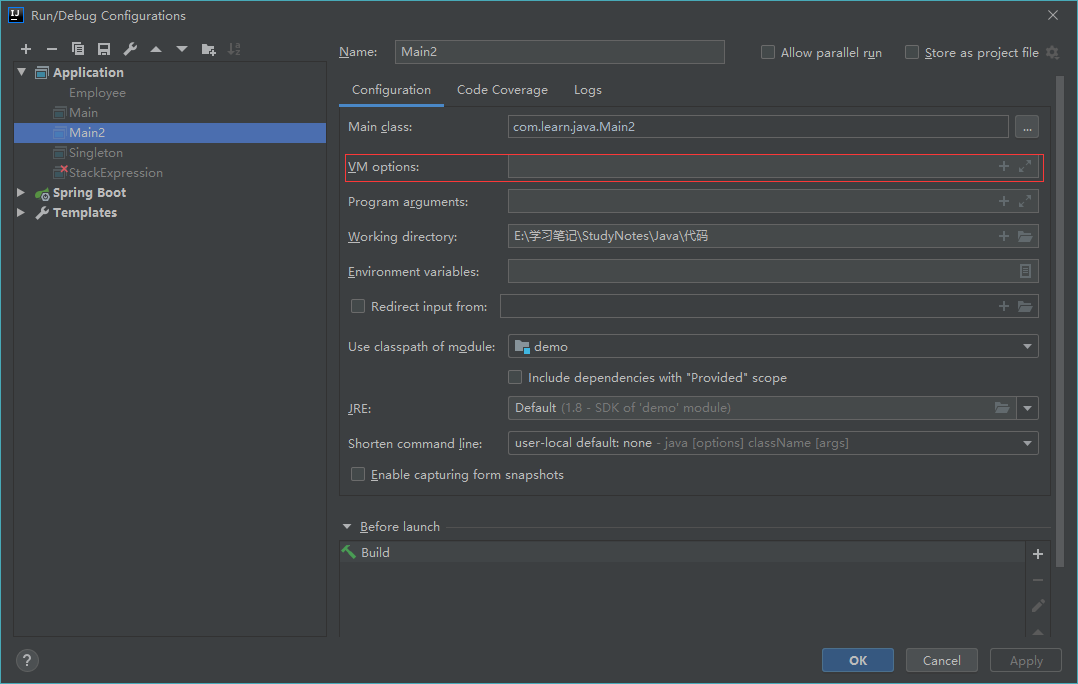 IJ Run/Debug Configurations
Name: Main2 Allow parallel run Store as project file
Application
Employee
Main
Main2
Singleton
StackExpression
Spring Boot
Templates
Configuration Code Coverage Logs
Main class: com.learn.java.Main2 ...
VM options:
Program arguments:
Working directory: E:\学习笔记\StudyNotes\Java\代码
Environment variables:
Redirect input from:
Use classpath of module: demo
Include dependencies with "Provided" scope
JRE: Default (1.8 - SDK of 'demo' module)
Shorten command line: user-local default: none - java [options] className [args]
Enable capturing form snapshots
Before launch
Build
? OK Cancel Apply